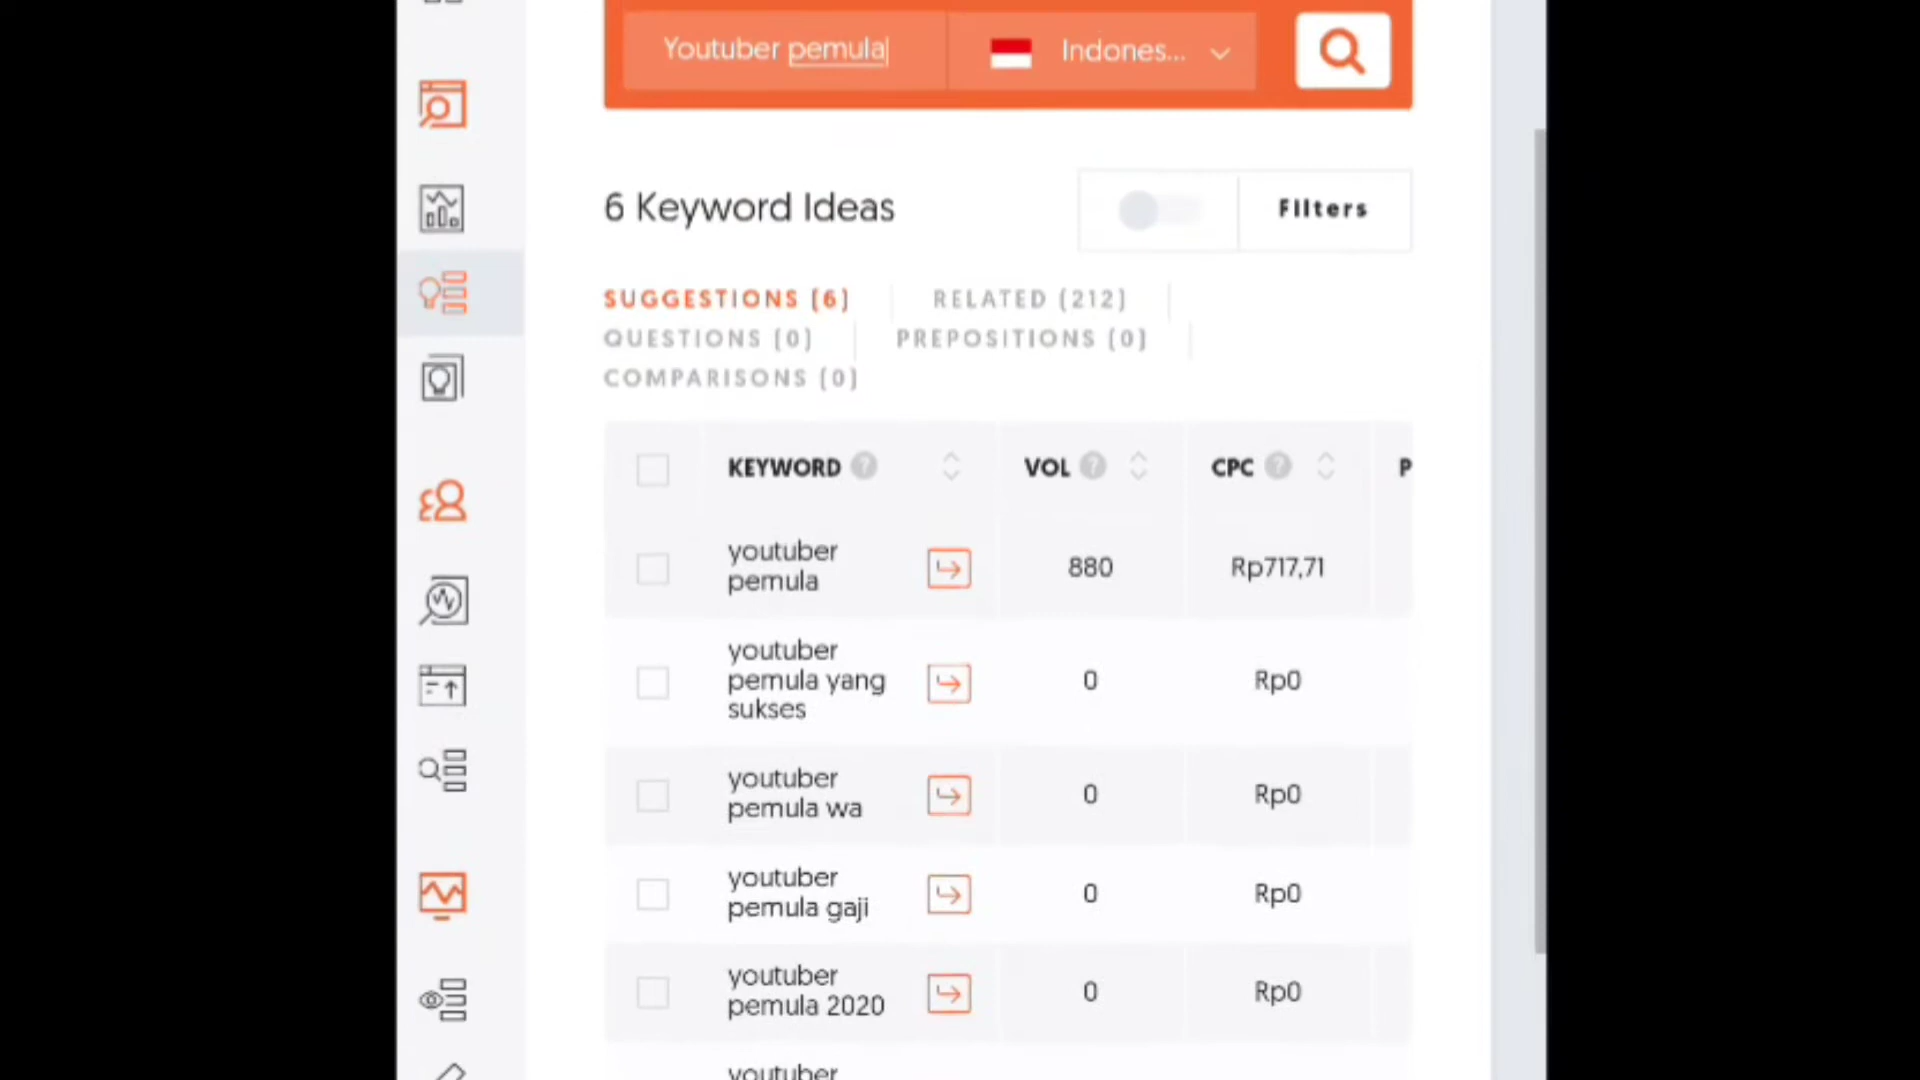 Youtuber pemula
Indones...
6 Keyword Ideas
Filters
SUGGESTIONS (6)
RELATED (212)
QUESTIONS (0)
PREPOSITIONS (0)
COMPARISONS (0)
KEYWORD ?
VOL ?
CPC ?
P
youtuber
pemula
880
Rp717,71
youtuber
pemula yang
sukses
0
Rp0
youtuber
pemula wa
0
Rp0
youtuber
pemula gaji
0
Rp0
youtuber
pemula 2020
0
Rp0
youtuber